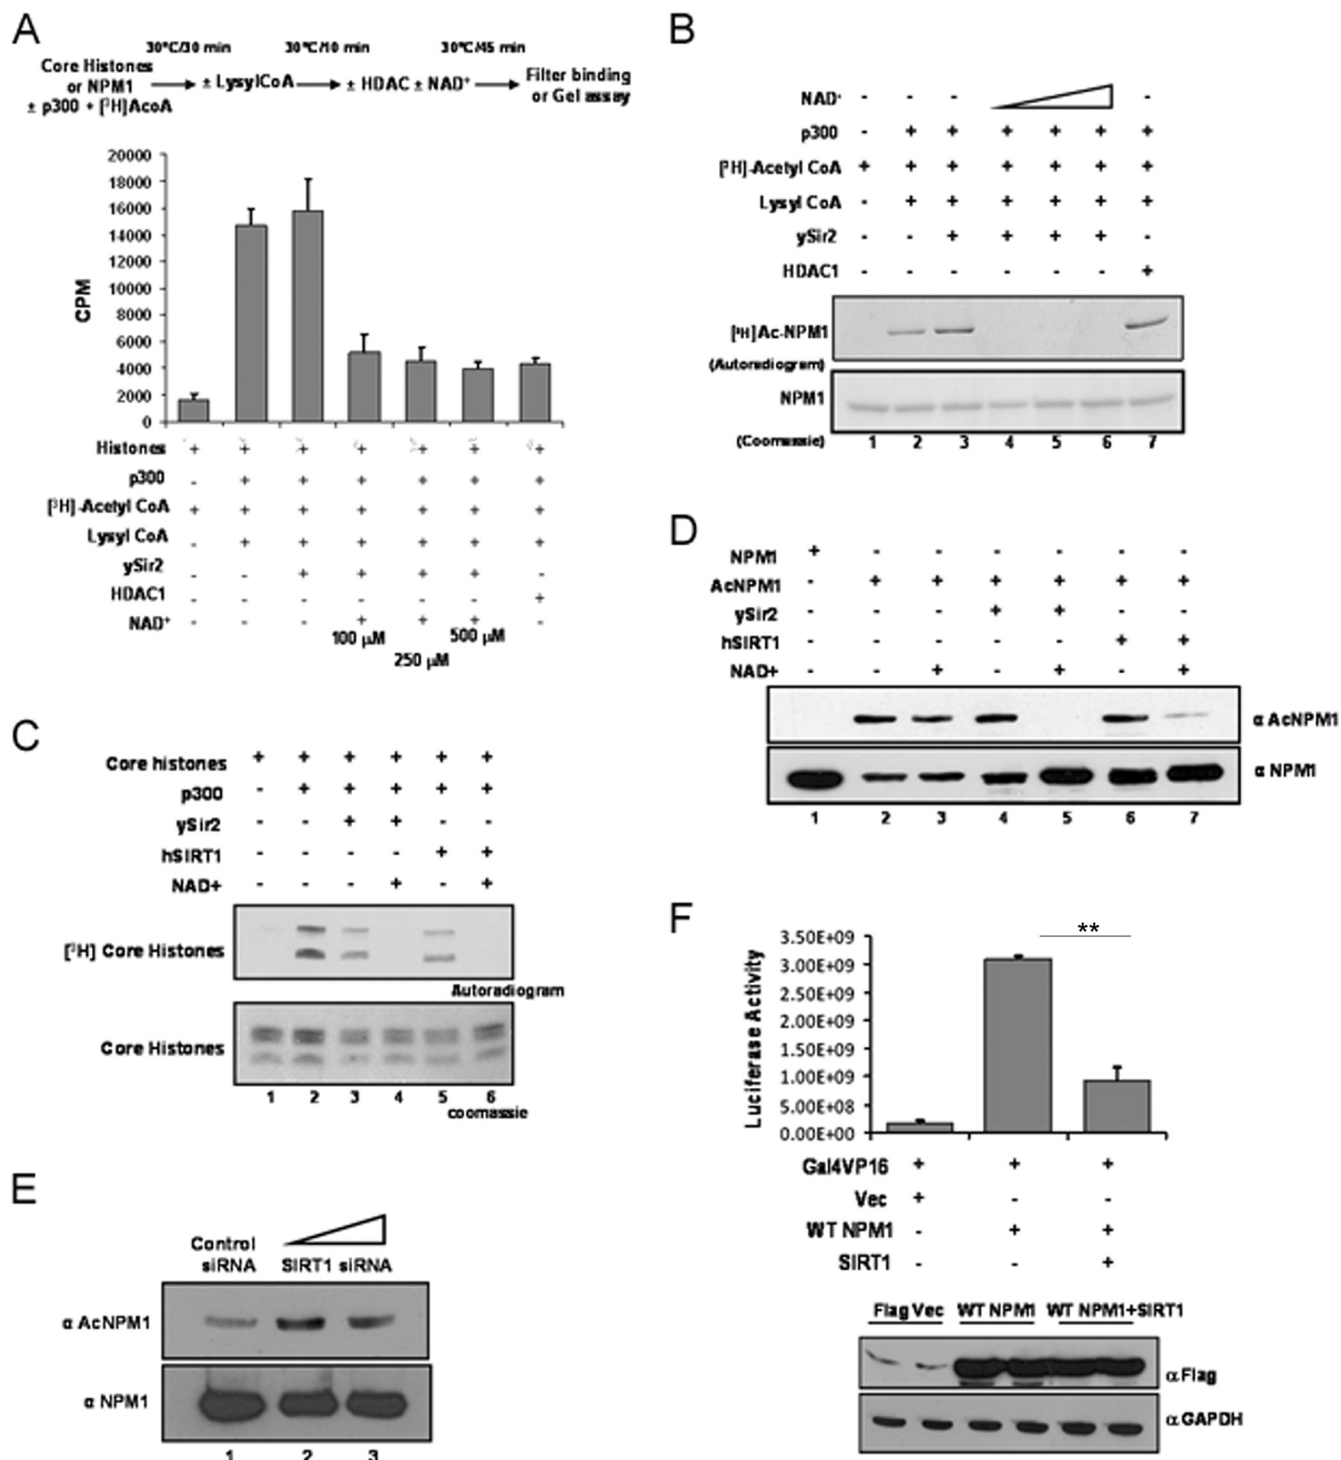 A
30°C/30 min 30°C/10 min 30°C/45 min
Core Histones
or NPM1
± p300 + [³H]AcoA
± LysylCoA
± HDAC ± NAD⁺
Filter binding
or Gel assay
20000
18000
16000
14000
12000
10000
8000
6000
4000
2000
0
CPM
Histones + + + + + + +
p300 - + + + + + +
[³H]-Acetyl CoA + + + + + + +
Lysyl CoA - + + + + + +
ySir2 - - + + + + -
HDAC1 - - - - - - +
NAD⁺ - - - + + + -
100 µM 500 µM
250 µM
B
NAD⁺ - - - -
p300 - + + + + + +
[³H]-Acetyl CoA + + + + + + +
Lysyl CoA - + + + + + +
ySir2 - - + + + + -
HDAC1 - - - - - - +
[³H]Ac-NPM1
(Autoradiogram)
NPM1
(Coomassie) 1 2 3 4 5 6 7
C
Core histones + + + + + +
p300 - + + + + +
ySir2 - - + + - -
hSIRT1 - - - - + +
NAD+ - - - + - +
[³H] Core Histones
Autoradiogram
Core Histones
1 2 3 4 5 6
coomassie
D
NPM1 + - - - - - -
AcNPM1 - + + + + + +
ySir2 - - - + + - -
hSIRT1 - - - - - + +
NAD+ - - + - + - +
α AcNPM1
α NPM1
1 2 3 4 5 6 7
E
Control
siRNA SIRT1 siRNA
α AcNPM1
α NPM1
1 2 3
F
**
3.50E+09
3.00E+09
2.50E+09
2.00E+09
1.50E+09
1.00E+09
5.00E+08
0.00E+00
Luciferase Activity
Gal4VP16 + + +
Vec + - -
WT NPM1 - + +
SIRT1 - - +
Flag Vec WT NPM1 WT NPM1+SIRT1
α Flag
α GAPDH